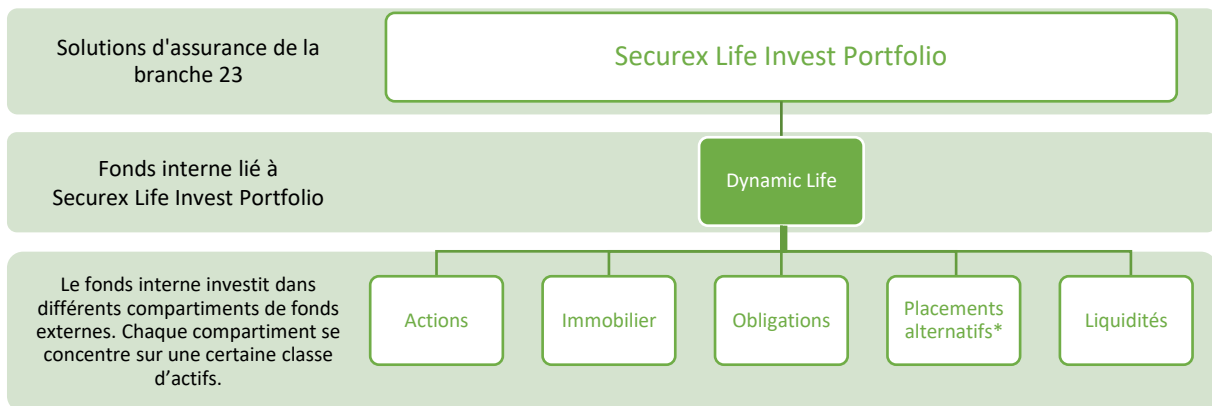 Solutions d'assurance de la
branche 23
Securex Life Invest Portfolio
Fonds interne lié à
Securex Life Invest Portfolio
Dynamic Life
Le fonds interne investit dans
différents compartiments de fonds
externes. Chaque compartiment se
concentre sur une certaine classe
d’actifs.
Actions
Immobilier
Obligations
Placements
alternatifs*
Liquidités